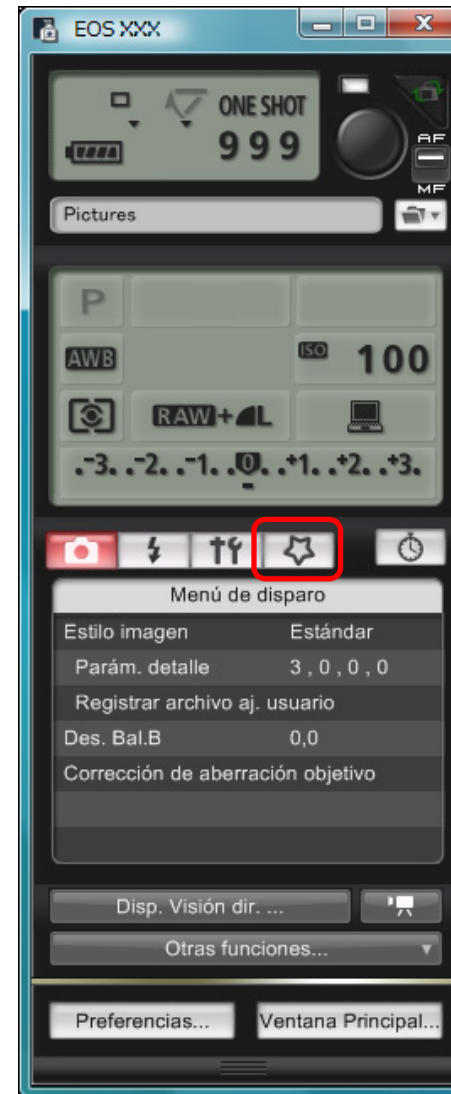 EOS XXX
ONE SHOT
999
AF
MF
Pictures
P
AWB
ISO 100
RAW+L
.-3. .-2. .-1. .0. .+1. .+2. .+3.
Menú de disparo
Estilo imagen Estándar
Parám. detalle 3 , 0 , 0 , 0
Registrar archivo aj. usuario
Des. Bal.B 0,0
Corrección de aberración objetivo
Disp. Visión dir. ...
Otras funciones...
Preferencias... Ventana Principal...